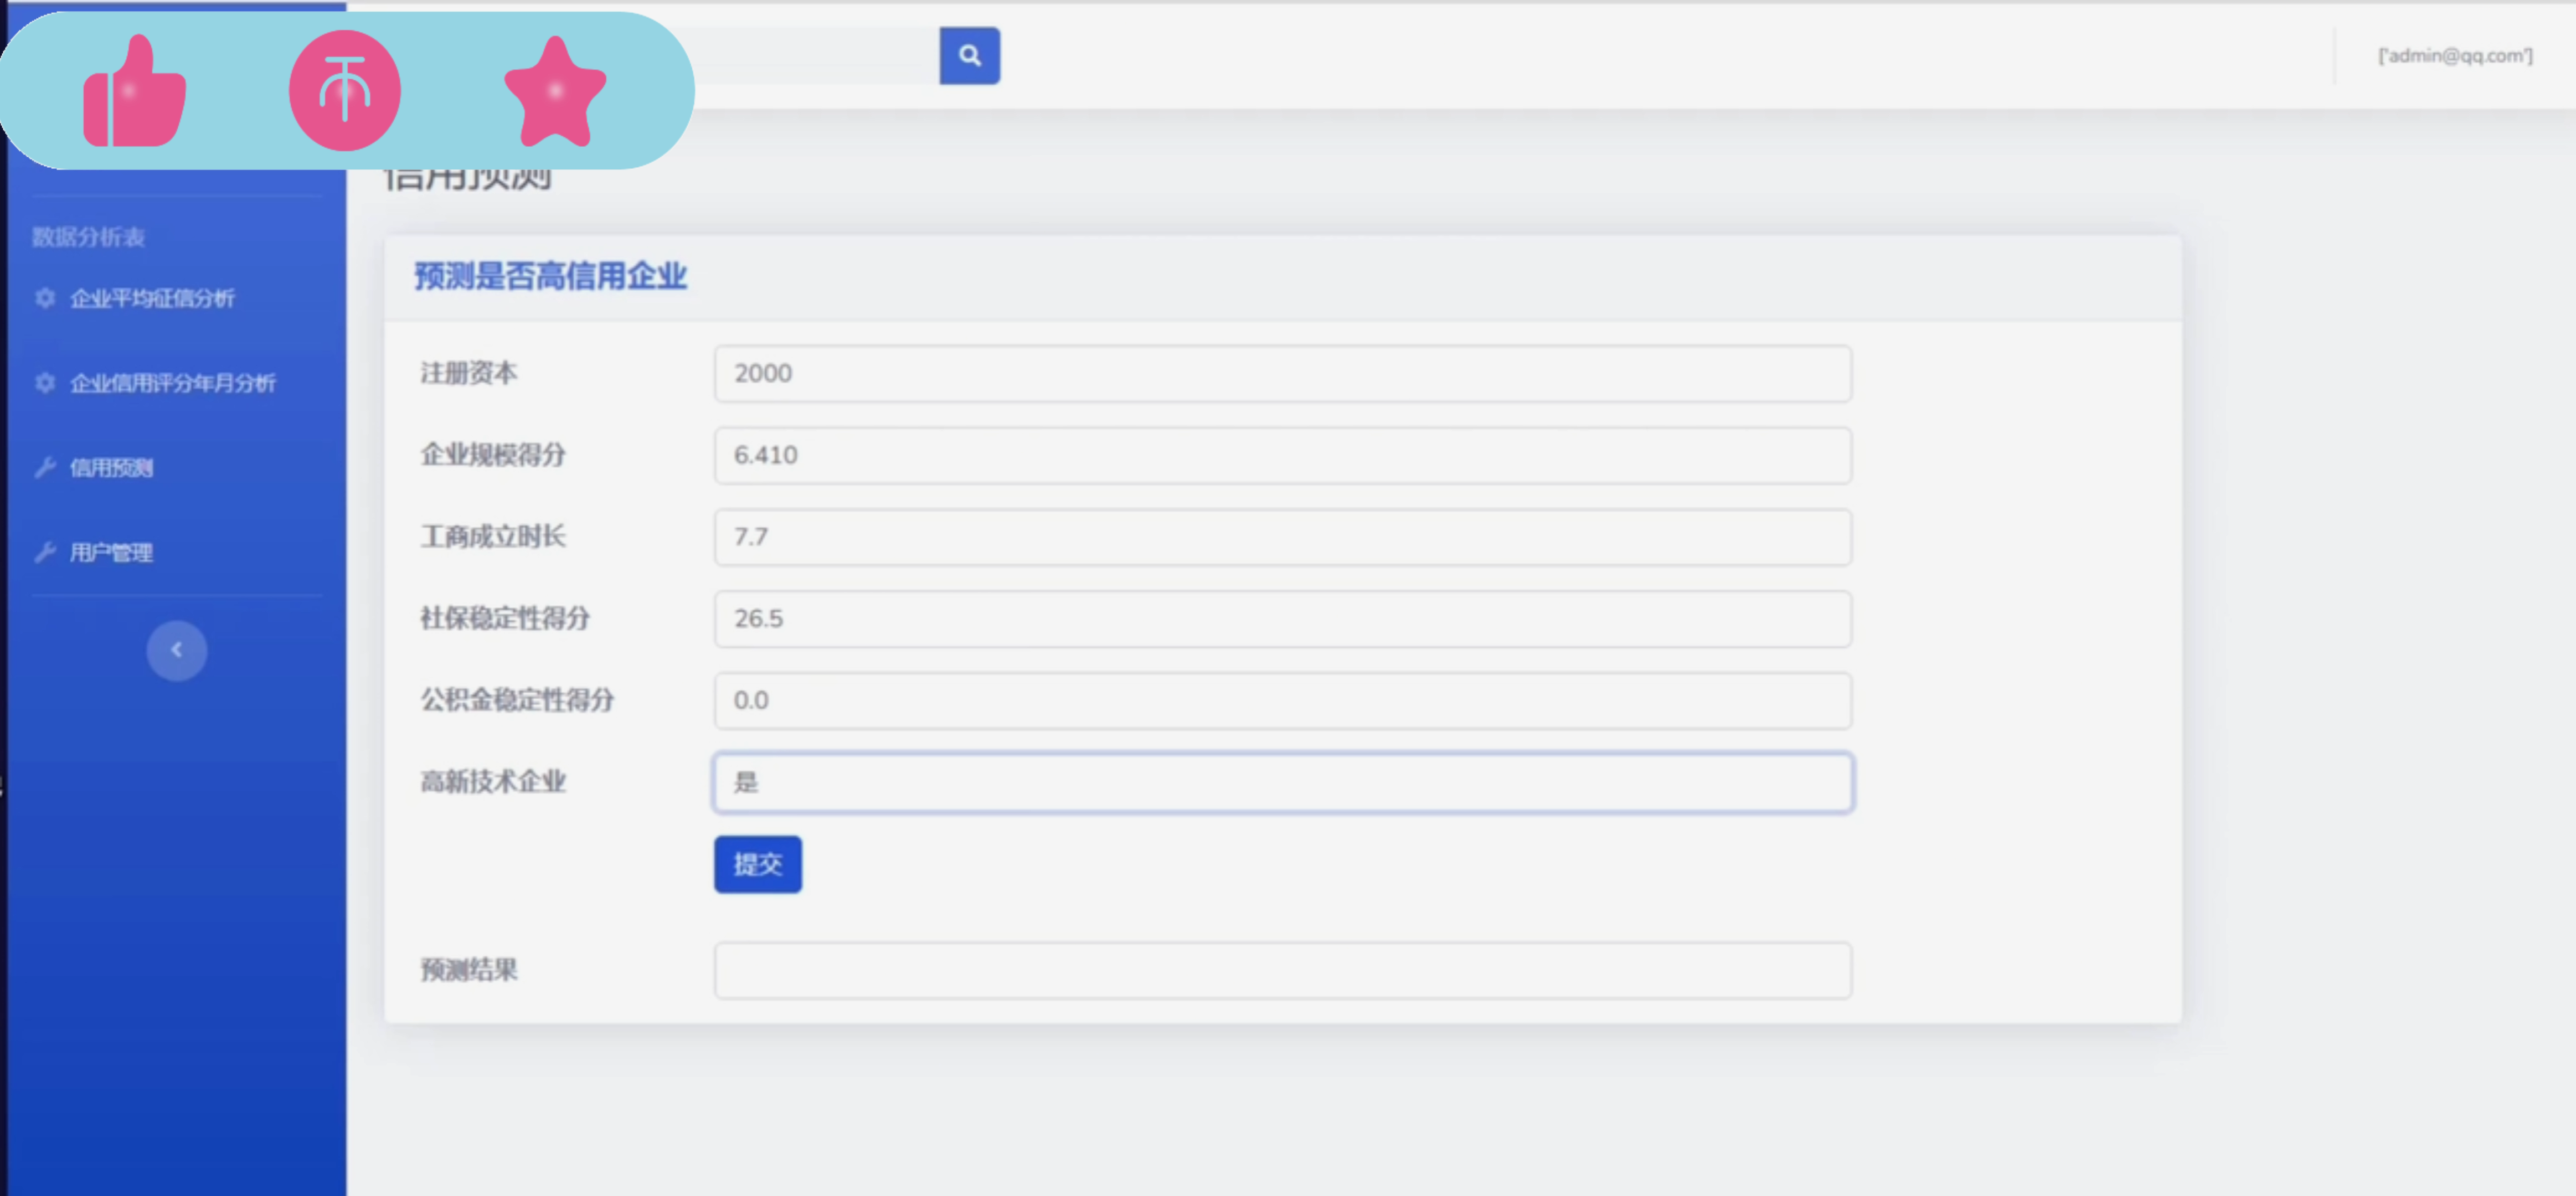 ['admin@qq.com']
信用预测
数据分析表
企业平均征信分析
企业信用评分年月分析
信用预测
用户管理
预测是否高信用企业
注册资本 2000
企业规模得分 6.410
工商成立时长 7.7
社保稳定性得分 26.5
公积金稳定性得分 0.0
高新技术企业 是
提交
预测结果